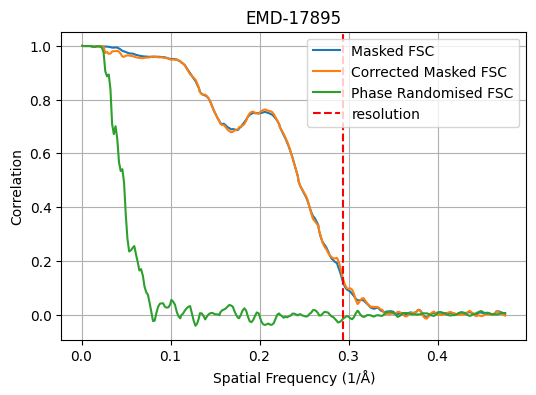 EMD-17895
Masked FSC
Corrected Masked FSC
Phase Randomised FSC
resolution
Correlation
1.0
0.8
0.6
0.4
0.2
0.0
0.0 0.1 0.2 0.3 0.4
Spatial Frequency (1/Å)